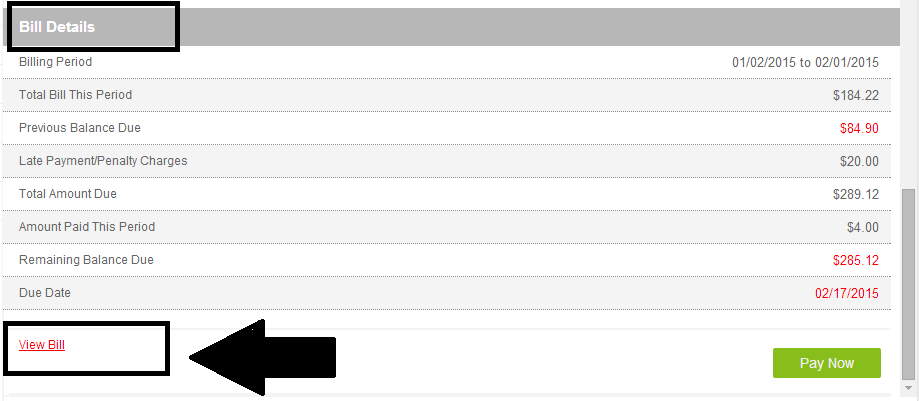 Bill Details
Billing Period 01/02/2015 to 02/01/2015
Total Bill This Period $184.22
Previous Balance Due $84.90
Late Payment/Penalty Charges $20.00
Total Amount Due $289.12
Amount Paid This Period $4.00
Remaining Balance Due $285.12
Due Date 02/17/2015
View Bill
Pay Now